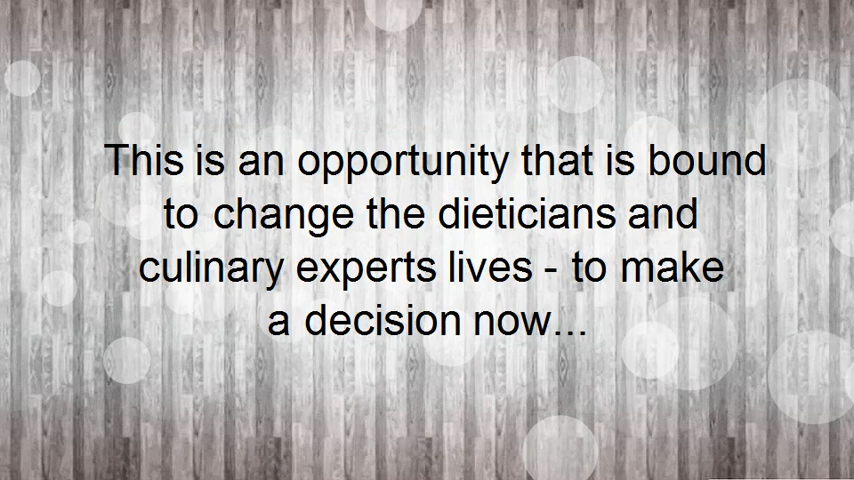 This is an opportunity that is bound
to change the dieticians and
culinary experts lives - to make
a decision now...